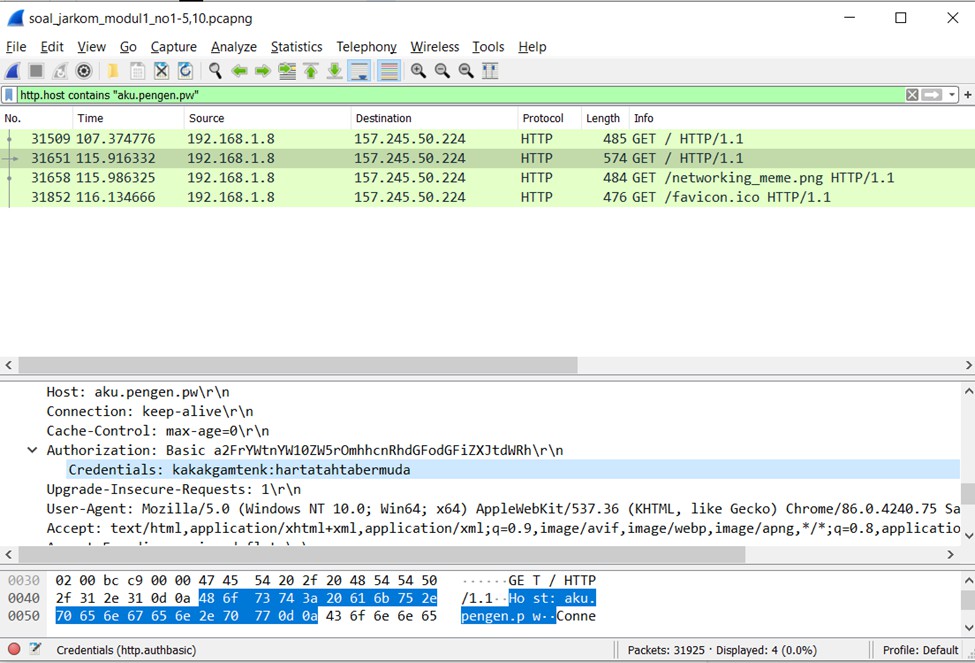 soal_jarkom_modul1_no1-5,10.pcapng
File Edit View Go Capture Analyze Statistics Telephony Wireless Tools Help
http.host contains "aku.pengen.pw"
No. Time Source Destination Protocol Length Info
31509 107.374776 192.168.1.8 157.245.50.224 HTTP 485 GET / HTTP/1.1
31651 115.916332 192.168.1.8 157.245.50.224 HTTP 574 GET / HTTP/1.1
31658 115.986325 192.168.1.8 157.245.50.224 HTTP 484 GET /networking_meme.png HTTP/1.1
31852 116.134666 192.168.1.8 157.245.50.224 HTTP 476 GET /favicon.ico HTTP/1.1
Host: aku.pengen.pw\r\n
Connection: keep-alive\r\n
Cache-Control: max-age=0\r\n
Authorization: Basic a2FrYWtnYW10ZW5rOmhhcnRhdGFodGFiZXJtdWRh\r\n
Credentials: kakakgamtenk:hartatahtabermuda
Upgrade-Insecure-Requests: 1\r\n
User-Agent: Mozilla/5.0 (Windows NT 10.0; Win64; x64) AppleWebKit/537.36 (KHTML, like Gecko) Chrome/86.0.4240.75 Sa
Accept: text/html,application/xhtml+xml,application/xml;q=0.9,image/avif,image/webp,image/apng,*/*;q=0.8,applicatio
0030 02 00 bc c9 00 00 47 45 54 20 2f 20 48 54 54 50 ······GE T / HTTP
0040 2f 31 2e 31 0d 0a 48 6f 73 74 3a 20 61 6b 75 2e /1.1··Ho st: aku.
0050 70 65 6e 67 65 6e 2e 70 77 0d 0a 43 6f 6e 6e 65 pengen.p w··Conne
Credentials (http.authbasic) Packets: 31925 · Displayed: 4 (0.0%) Profile: Default